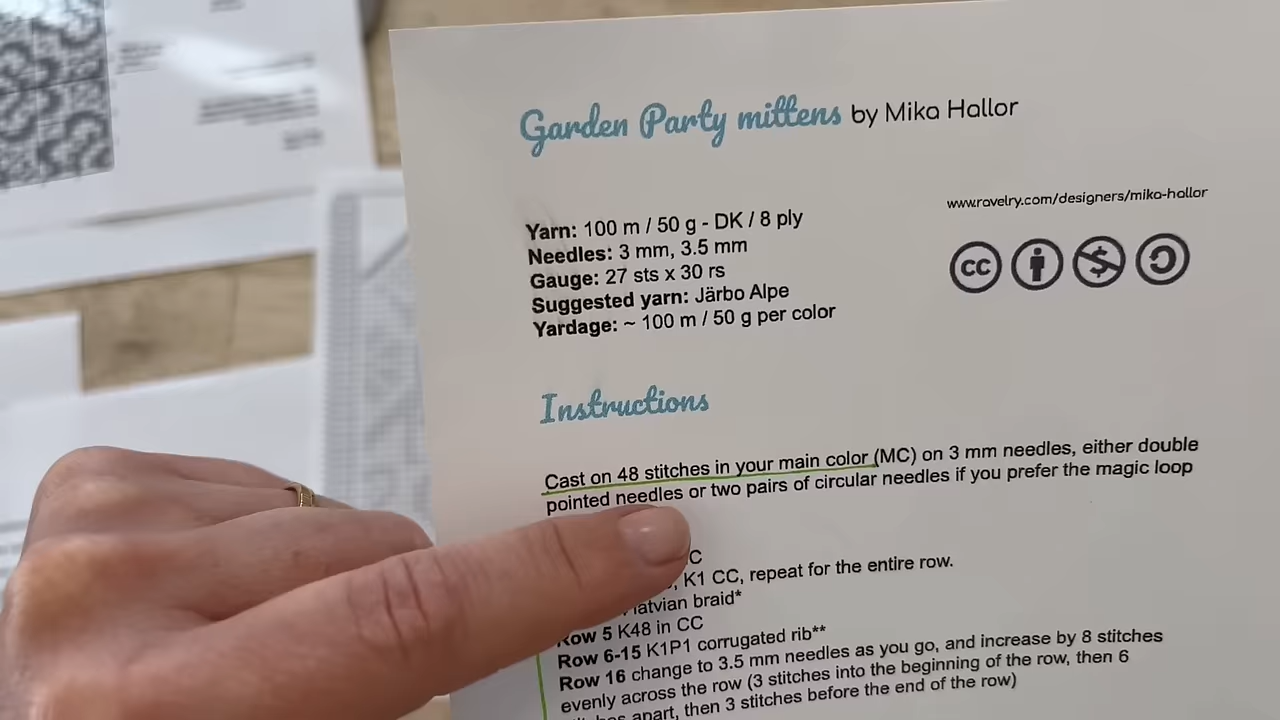 Garden Party mittens by Mika Hallor
www.ravelry.com/designers/mika-hallor
Yarn: 100 m / 50 g - DK / 8 ply
Needles: 3 mm, 3.5 mm
Gauge: 27 sts x 30 rs
Suggested yarn: Järbo Alpe
Yardage: ~ 100 m / 50 g per color
cc
Instructions
Cast on 48 stitches in your main color (MC) on 3 mm needles, either double
pointed needles or two pairs of circular needles if you prefer the magic loop
C
, K1 CC, repeat for the entire row.
latvian braid*
Row 5 K48 in CC
Row 6-15 K1P1 corrugated rib**
Row 16 change to 3.5 mm needles as you go, and increase by 8 stitches
evenly across the row (3 stitches into the beginning of the row, then 6
apart, then 3 stitches before the end of the row)